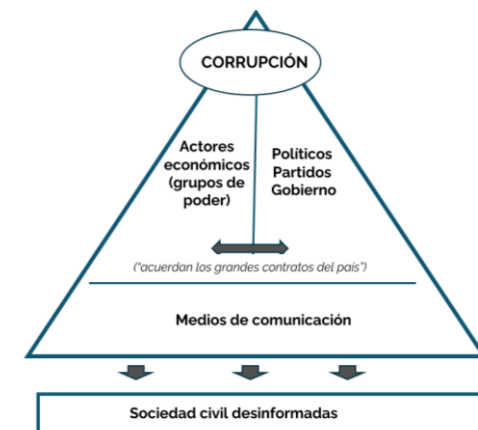 CORRUPCIÓN
Actores
económicos
(grupos de
poder)
Políticos
Partidos
Gobierno
("acuerdan los grandes contratos del país")
Medios de comunicación
Sociedad civil desinformadas